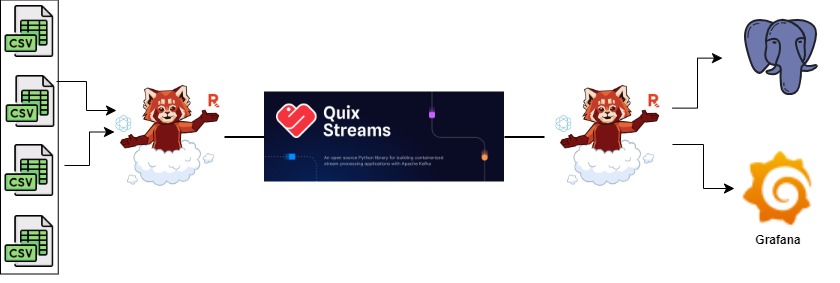 CSV
CSV
CSV
CSV
R
Quix
Streams
An open source Python library for building containerized
stream processing applications with Apache Kafka
R
Grafana